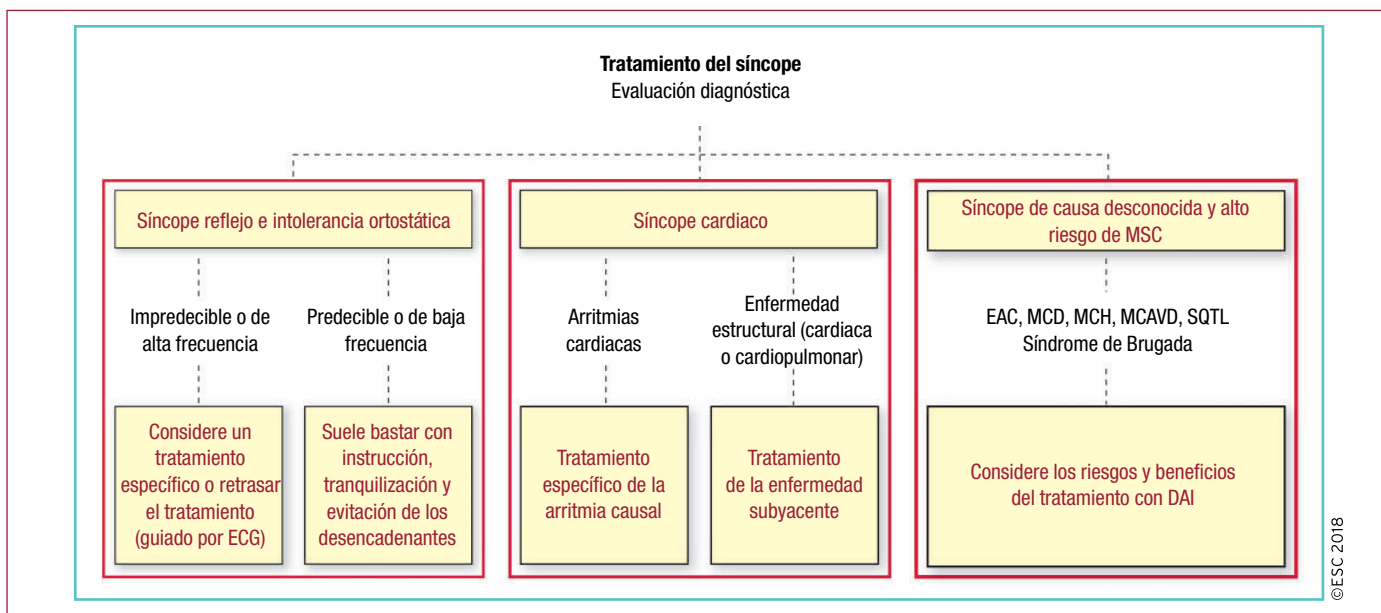 Tratamiento del síncope
Evaluación diagnóstica
Síncope reflejo e intolerancia ortostática
Impredecible o de
alta frecuencia
Predecible o de baja
frecuencia
Considere un
tratamiento
específico o retrasar
el tratamiento
(guiado por ECG)
Suele bastar con
instrucción,
tranquilización y
evitación de los
desencadenantes
Síncope cardiaco
Arritmias
cardiacas
Enfermedad
estructural (cardiaca
o cardiopulmonar)
Tratamiento
específico de la
arritmia causal
Tratamiento
de la enfermedad
subyacente
Síncope de causa desconocida y alto
riesgo de MSC
EAC, MCD, MCH, MCAVD, SQTL
Síndrome de Brugada
Considere los riesgos y beneficios
del tratamiento con DAI
©ESC 2018